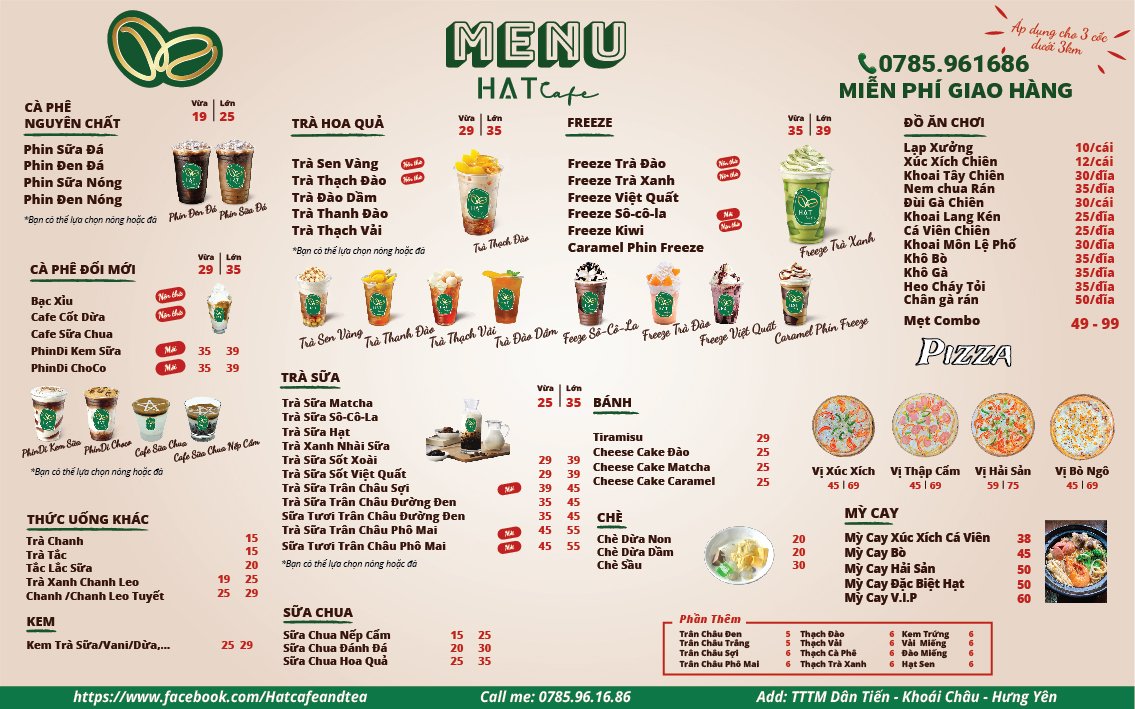 MENU
HẠT Cafe
Áp dụng cho 3 cốc
dưới 3km
0785.961686
MIỄN PHÍ GIAO HÀNG
CÀ PHÊ
NGUYÊN CHẤT
Vừa | Lớn
19 | 25
Phin Sữa Đá
Phin Đen Đá
Phin Sữa Nóng
Phin Đen Nóng
*Bạn có thể lựa chọn nóng hoặc đá
HẠT
Phin Đen Đá
Phin Sữa Đá
CÀ PHÊ ĐỔI MỚI
Vừa | Lớn
29 | 35
Bạc Xỉu Nên thử
Cafe Cốt Dừa Nên thử
Cafe Sữa Chua
PhinDi Kem Sữa Mới 35 39
PhinDi ChoCo Mới 35 39
PhinDi Kem Sữa
PhinDi Choco
Cafe Sữa Chua
Cafe Sữa Chua Nếp Cẩm
*Bạn có thể lựa chọn nóng hoặc đá
THỨC UỐNG KHÁC
Trà Chanh 15
Trà Tắc 15
Tắc Lắc Sữa 20
Trà Xanh Chanh Leo 19 25
Chanh /Chanh Leo Tuyết 25 29
KEM
Kem Trà Sữa/Vani/Dừa,... 25 29
TRÀ HOA QUẢ
Vừa | Lớn
29 | 35
Trà Sen Vàng Nên thử
Trà Thạch Đào Nên thử
Trà Đào Dầm
Trà Thanh Đào
Trà Thạch Vải
*Bạn có thể lựa chọn nóng hoặc đá
HẠT
Trà Thạch Đào
Trà Sen Vàng
Trà Thanh Đào
Trà Thạch Vải
Trà Đào Dầm
FREEZE
Vừa | Lớn
35 | 39
Freeze Trà Đào Nên thử
Freeze Trà Xanh Nên thử
Freeze Việt Quất
Freeze Sô-cô-la Mới
Freeze Kiwi Nên thử
Caramel Phin Freeze
HẠT
Freeze Trà Xanh
Feeze Sô-Cô-La
Freeze Trà Đào
Freeze Việt Quất
Caramel Phin Freeze
TRÀ SỮA
Vừa | Lớn
25 | 35
Trà Sữa Matcha
Trà Sữa Sô-Cô-La
Trà Sữa Hạt
Trà Xanh Nhài Sữa
Trà Sữa Sốt Xoài 29 39
Trà Sữa Sốt Việt Quất 29 39
Trà Sữa Trân Châu Sợi Mới 39 45
Trà Sữa Trân Châu Đường Đen 35 45
Sữa Tươi Trân Châu Đường Đen 35 45
Trà Sữa Trân Châu Phô Mai Mới 45 55
Sữa Tươi Trân Châu Phô Mai Mới 45 55
*Bạn có thể lựa chọn nóng hoặc đá
SỮA CHUA
Sữa Chua Nếp Cẩm 15 25
Sữa Chua Đánh Đá 20 30
Sữa Chua Hoa Quả 25 35
BÁNH
Tiramisu 29
Cheese Cake Đào 25
Cheese Cake Matcha 25
Cheese Cake Caramel 25
CHÈ
Chè Dừa Non 20
Chè Dừa Dầm 20
Chè Sầu 30
ĐỒ ĂN CHƠI
Lạp Xưởng 10/cái
Xúc Xích Chiên 12/cái
Khoai Tây Chiên 30/đĩa
Nem chua Rán 35/đĩa
Đùi Gà Chiên 30/cái
Khoai Lang Kén 25/đĩa
Cá Viên Chiên 25/đĩa
Khoai Môn Lệ Phố 30/đĩa
Khô Bò 35/đĩa
Khô Gà 35/đĩa
Heo Cháy Tỏi 35/đĩa
Chân gà rán 50/đĩa
Mẹt Combo 49 - 99
PIZZA
Vị Xúc Xích
45 | 69
Vị Thập Cẩm
45 | 69
Vị Hải Sản
59 | 75
Vị Bò Ngô
45 | 69
MỲ CAY
Mỳ Cay Xúc Xích Cá Viên 38
Mỳ Cay Bò 45
Mỳ Cay Hải Sản 50
Mỳ Cay Đặc Biệt Hạt 50
Mỳ Cay V.I.P 60
Phần Thêm
Trân Châu Đen 5 Thạch Đào 6 Kem Trứng 6
Trân Châu Trắng 5 Thạch Vải 6 Vải Miếng 6
Trân Châu Sợi 6 Thạch Cà Phê 6 Đào Miếng 6
Trân Châu Phô Mai 6 Thạch Trà Xanh 6 Hạt Sen 6
https://www.facebook.com/Hatcafeandtea
Call me: 0785.96.16.86
Add: TTTM Dân Tiến - Khoái Châu - Hưng Yên